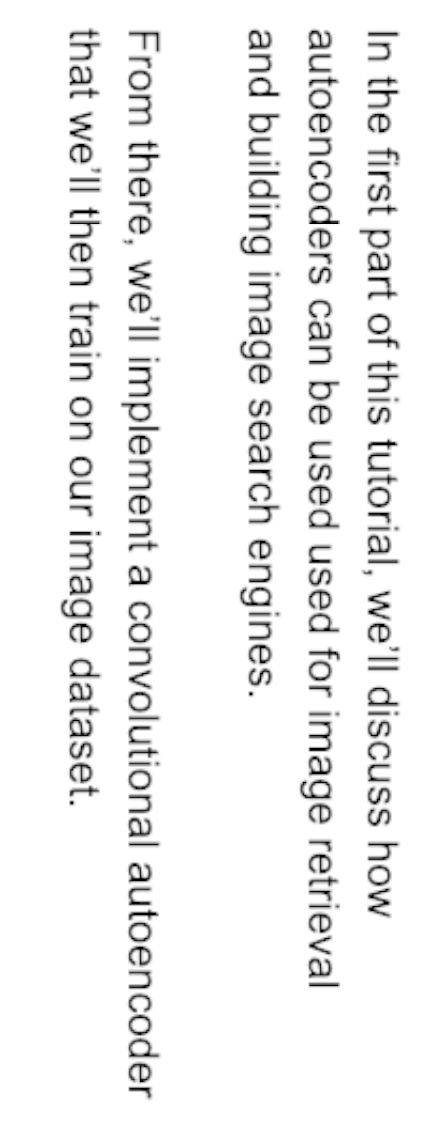 In the first part of this tutorial, we’ll discuss how
autoencoders can be used used for image retrieval
and building image search engines.
From there, we’ll implement a convolutional autoencoder
that we’ll then train on our image dataset.